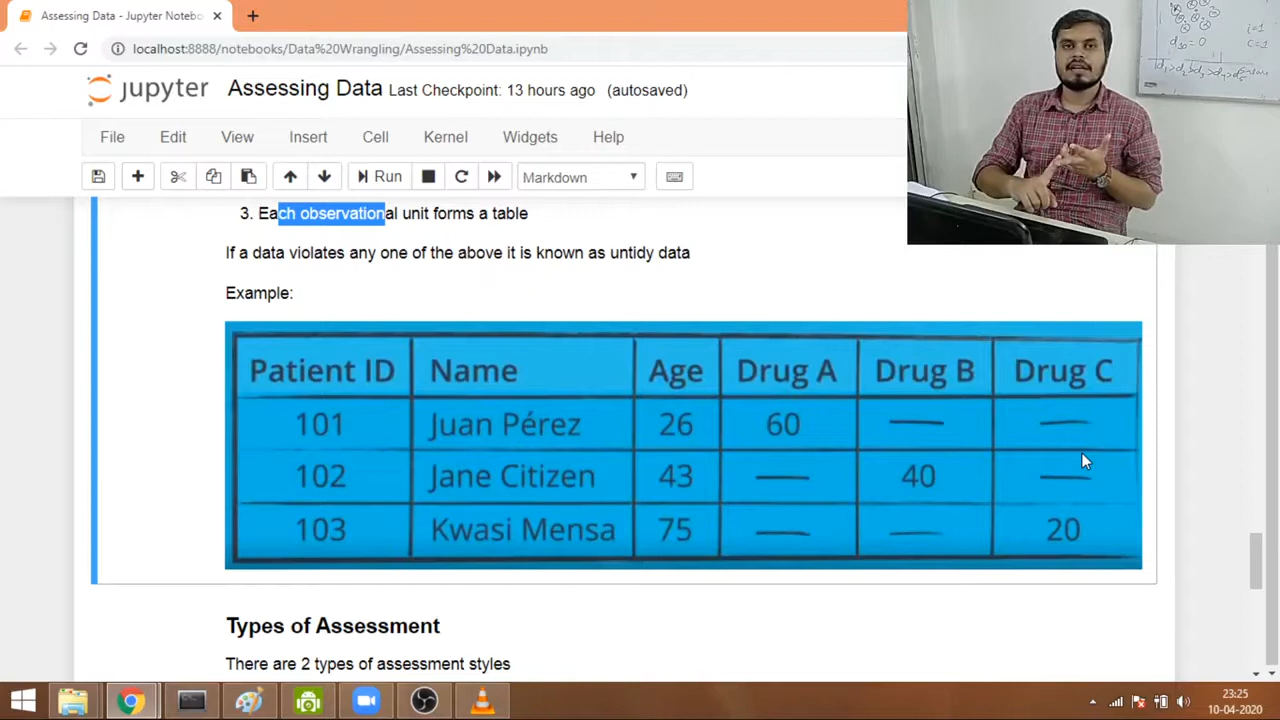 Assessing Data - Jupyter Notebo
localhost:8888/notebooks/Data%20Wrangling/Assessing%20Data.ipynb
jupyter Assessing Data Last Checkpoint: 13 hours ago (autosaved)
File Edit View Insert Cell Kernel Widgets Help
Run Markdown
3. Each observational unit forms a table
If a data violates any one of the above it is known as untidy data
Example:
Patient ID Name Age Drug A Drug B Drug C
101 Juan Pérez 26 60 — —
102 Jane Citizen 43 — 40 —
103 Kwasi Mensa 75 — — 20
Types of Assessment
There are 2 types of assessment styles
23:25
10-04-2020